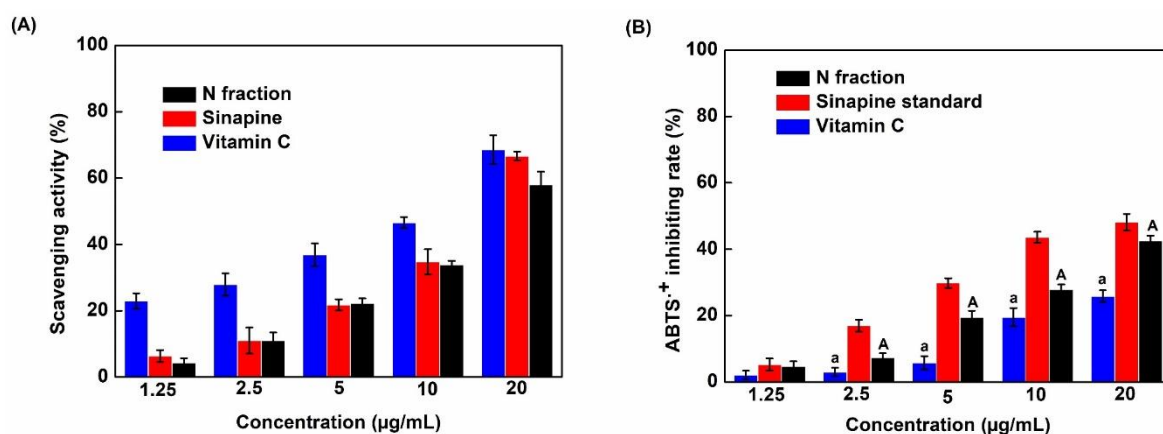 (A)
100
80
60
40
20
0
Scavenging activity (%)
N fraction
Sinapine
Vitamin C
1.25 2.5 5 10 20
Concentration (µg/mL)
(B)
100
80
60
40
20
0
ABTS·+ inhibiting rate (%)
N fraction
Sinapine standard
Vitamin C
a A
a A
a A
a A
1.25 2.5 5 10 20
Concentration (µg/mL)